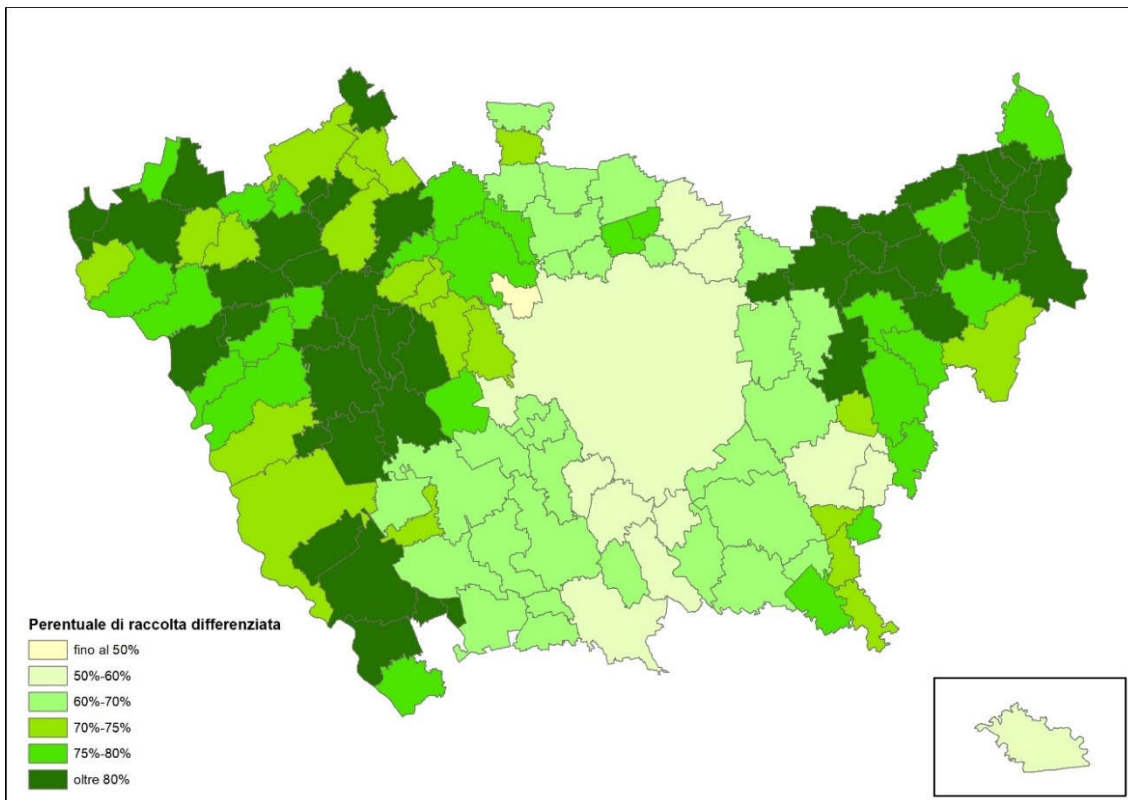 Perentuale di raccolta differenziata
fino al 50%
50%-60%
60%-70%
70%-75%
75%-80%
oltre 80%